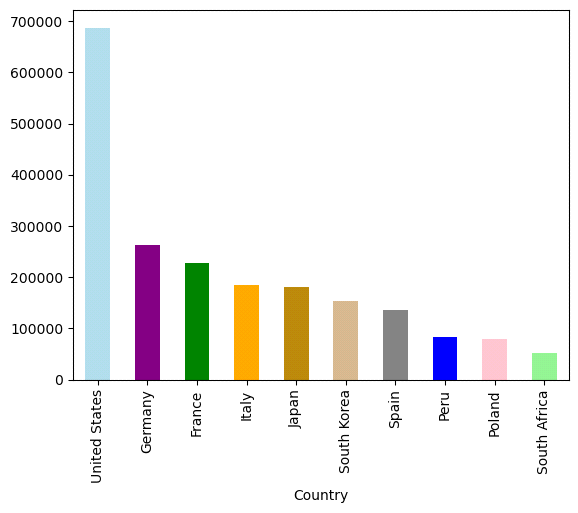 700000
600000
500000
400000
300000
200000
100000
0
United States
Germany
France
Italy
Japan
South Korea
Spain
Peru
Poland
South Africa
Country